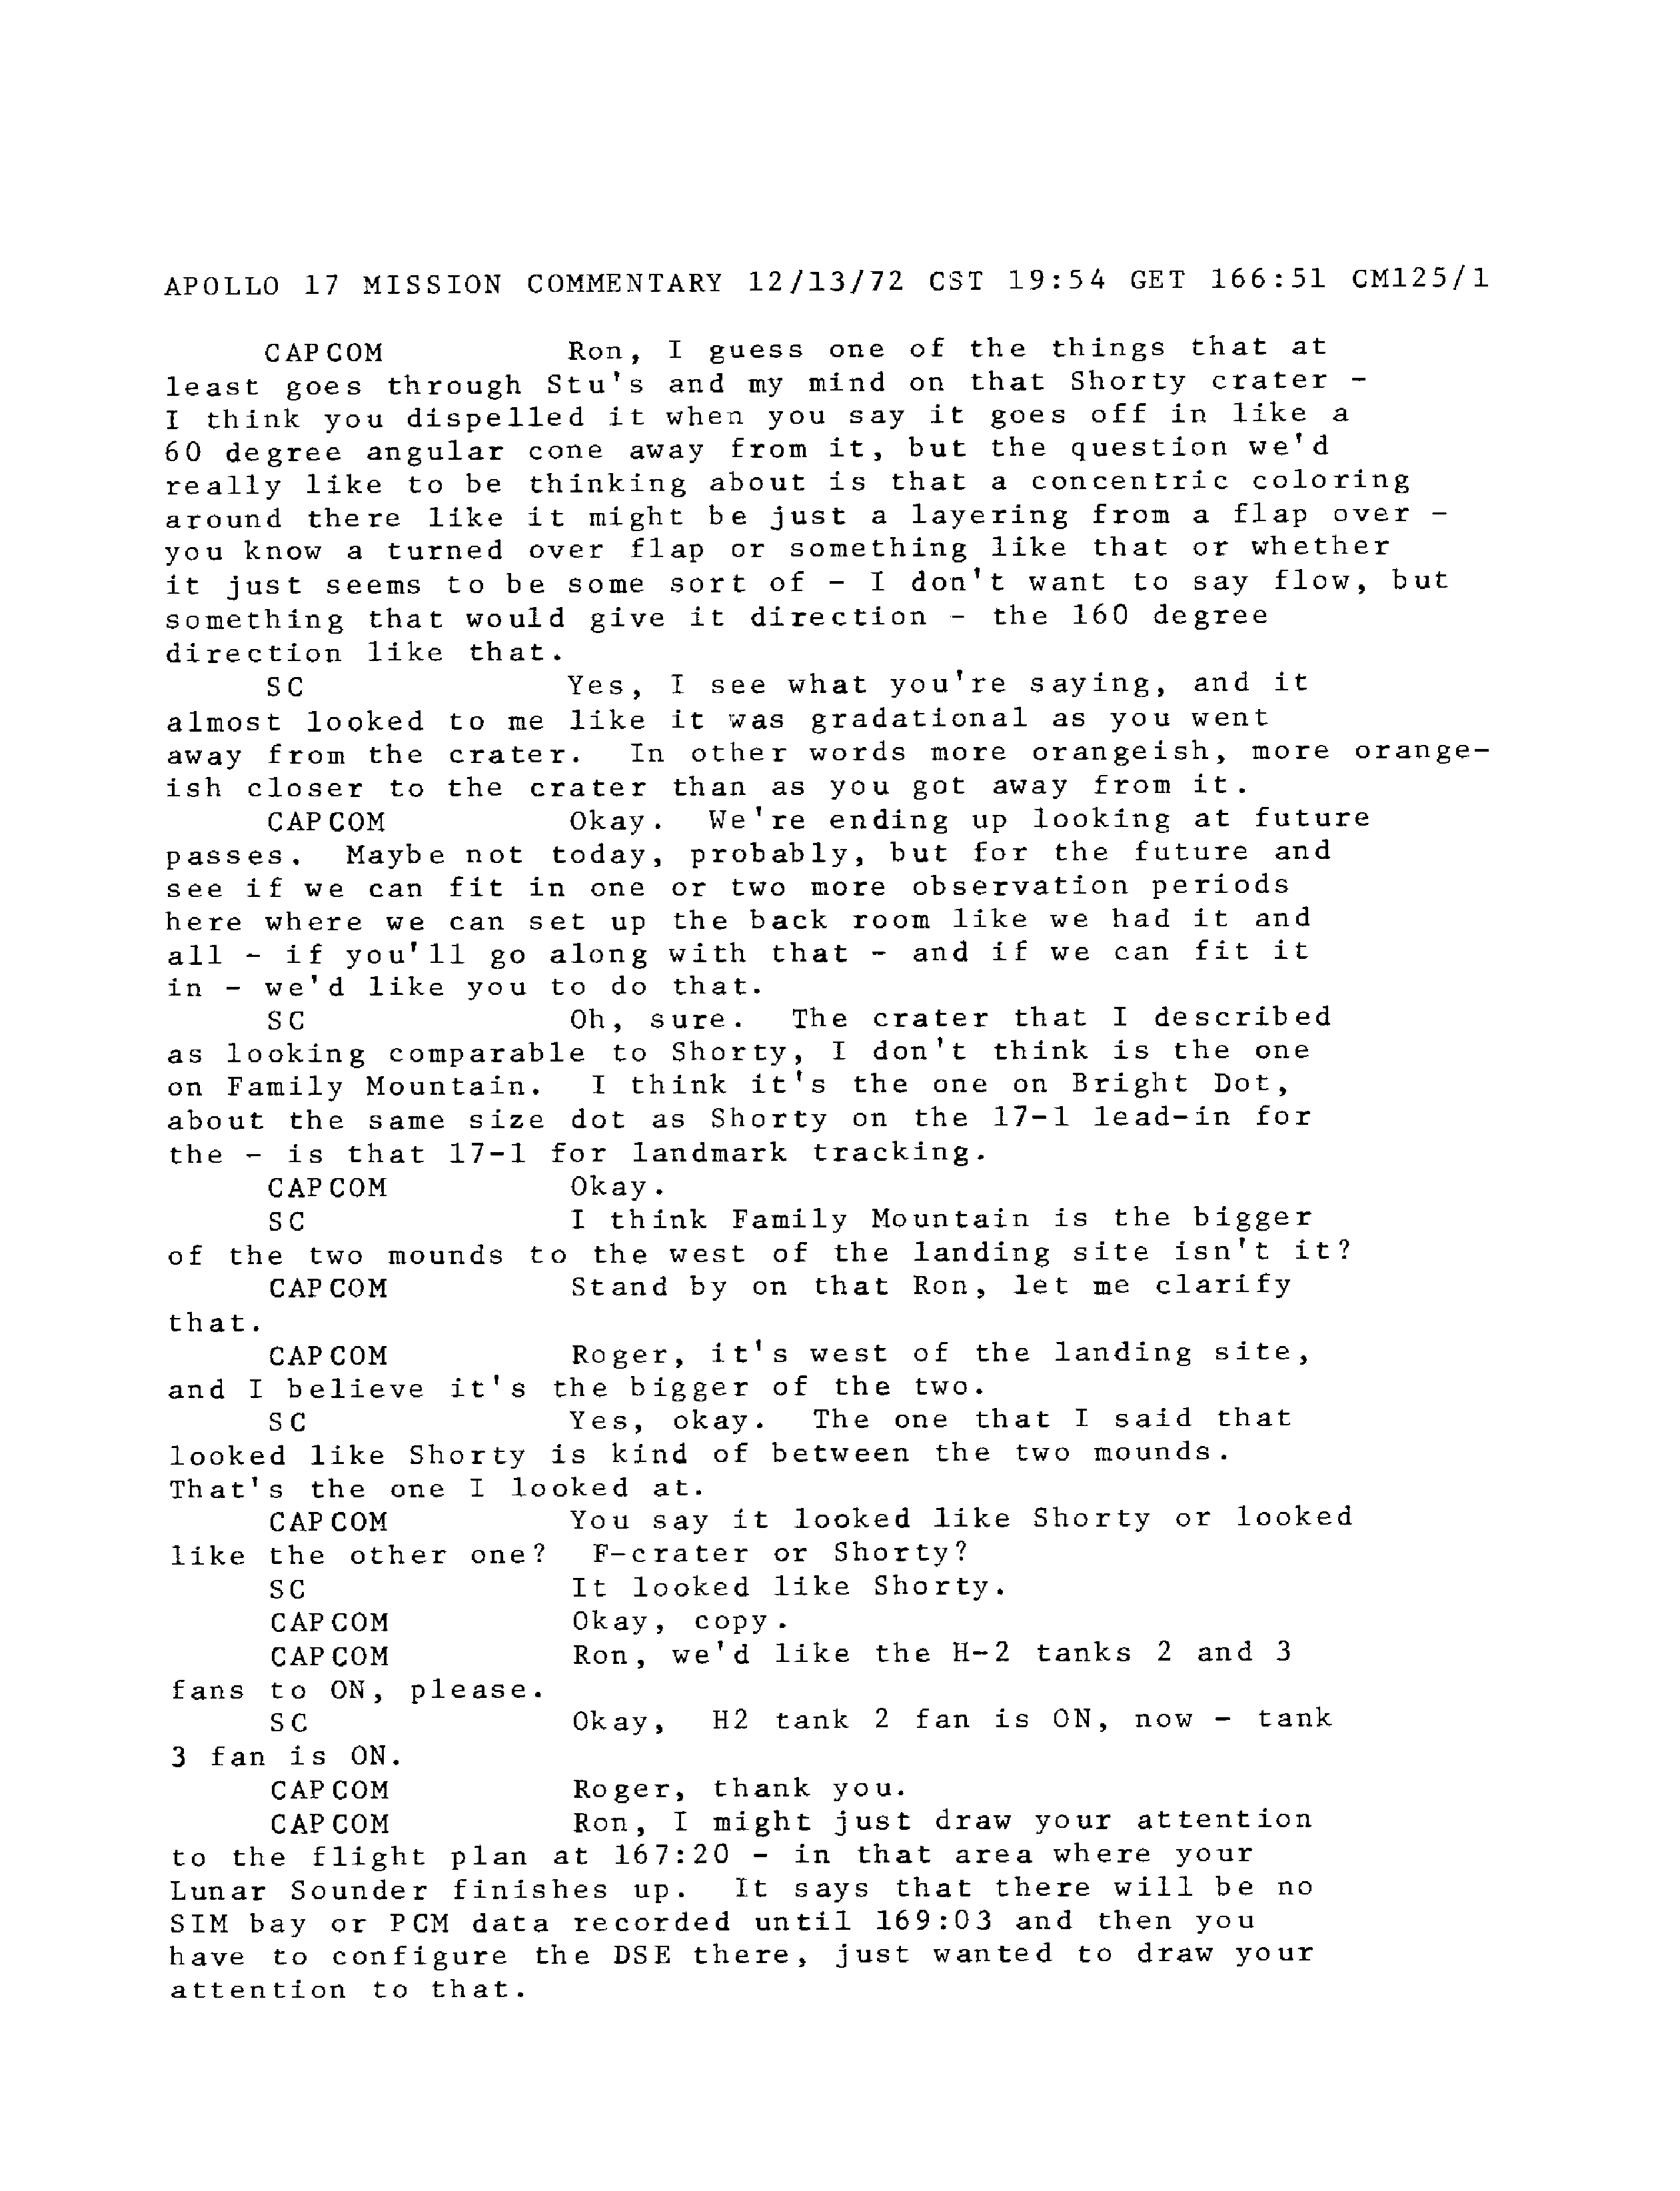 APOLLO 17 MISSION COMMENTARY 12/13/72 CST 19:54 GET 166:51 CM125/1
CAPCOM Ron, I guess one of the things that at
least goes through Stu's and my mind on that Shorty crater -
I think you dispelled it when you say it goes off in like a
60 degree angular cone away from it, but the question we'd
really like to be thinking about is that a concentric coloring
around there like it might be just a layering from a flap over -
you know a turned over flap or something like that or whether
it just seems to be some sort of - I don't want to say flow, but
something that would give it direction - the 160 degree
direction like that.
SC Yes, I see what you're saying, and it
almost looked to me like it was gradational as you went
away from the crater. In other words more orangeish, more orange-
ish closer to the crater than as you got away from it.
CAPCOM Okay. We're ending up looking at future
passes. Maybe not today, probably, but for the future and
see if we can fit in one or two more observation periods
here where we can set up the back room like we had it and
all - if you'll go along with that - and if we can fit it
in - we'd like you to do that.
SC Oh, sure. The crater that I described
as looking comparable to Shorty, I don't think is the one
on Family Mountain. I think it's the one on Bright Dot,
about the same size dot as Shorty on the 17-1 lead-in for
the - is that 17-1 for landmark tracking.
CAPCOM Okay.
SC I think Family Mountain is the bigger
of the two mounds to the west of the landing site isn't it?
CAPCOM Stand by on that Ron, let me clarify
that.
CAPCOM Roger, it's west of the landing site,
and I believe it's the bigger of the two.
SC Yes, okay. The one that I said that
looked like Shorty is kind of between the two mounds.
That's the one I looked at.
CAPCOM You say it looked like Shorty or looked
like the other one? F-crater or Shorty?
SC It looked like Shorty.
CAPCOM Okay, copy.
CAPCOM Ron, we'd like the H-2 tanks 2 and 3
fans to ON, please.
SC Okay, H2 tank 2 fan is ON, now - tank
3 fan is ON.
CAPCOM Roger, thank you.
CAPCOM Ron, I might just draw your attention
to the flight plan at 167:20 - in that area where your
Lunar Sounder finishes up. It says that there will be no
SIM bay or PCM data recorded until 169:03 and then you
have to configure the DSE there, just wanted to draw your
attention to that.